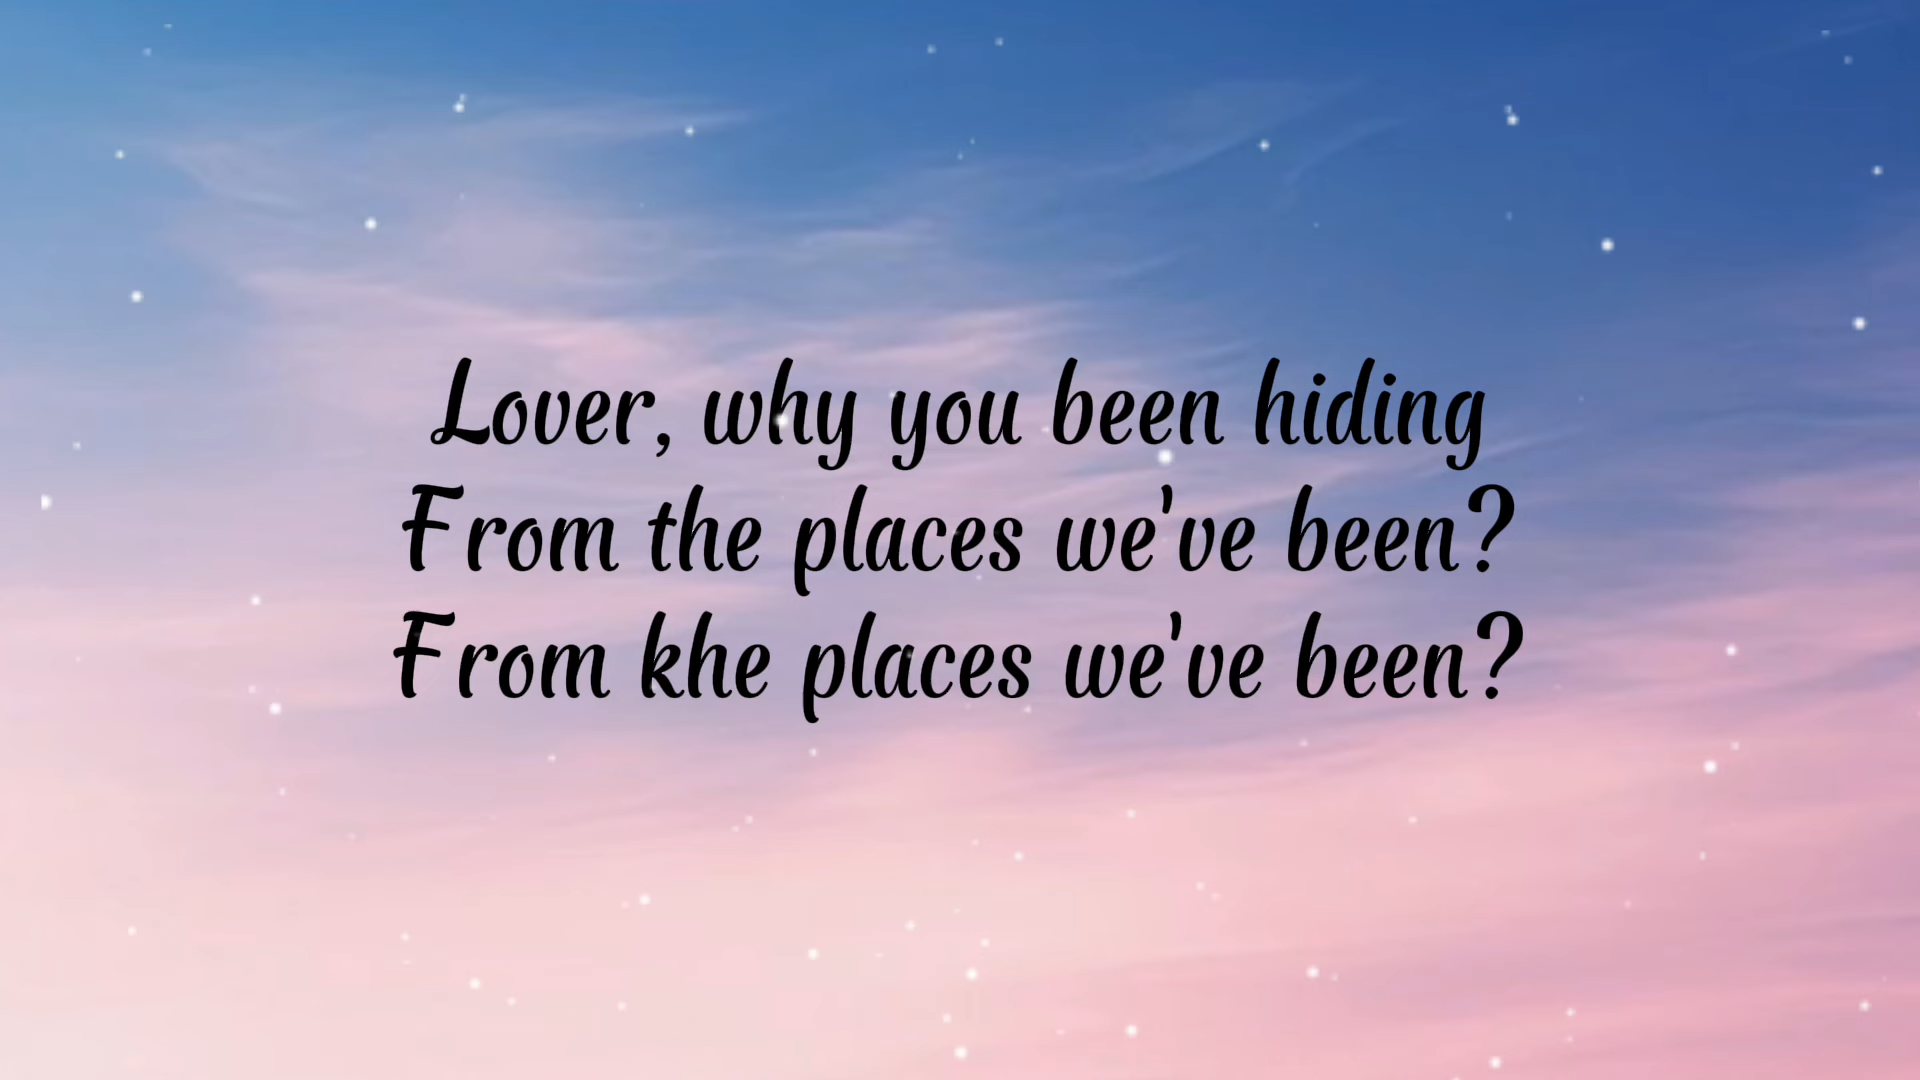 Lover, why you been hiding
From the places we've been?
From khe places we've been?